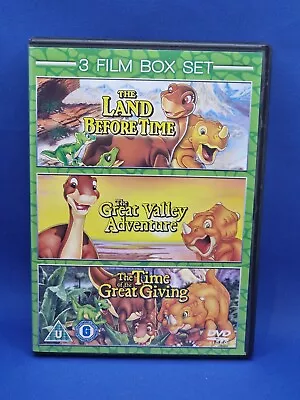 3 FILM BOX SET
THE
LAND
BEFORE TIME
The
Great Valley
Adventure
The Time
of the
Great Giving
U
G
DVD